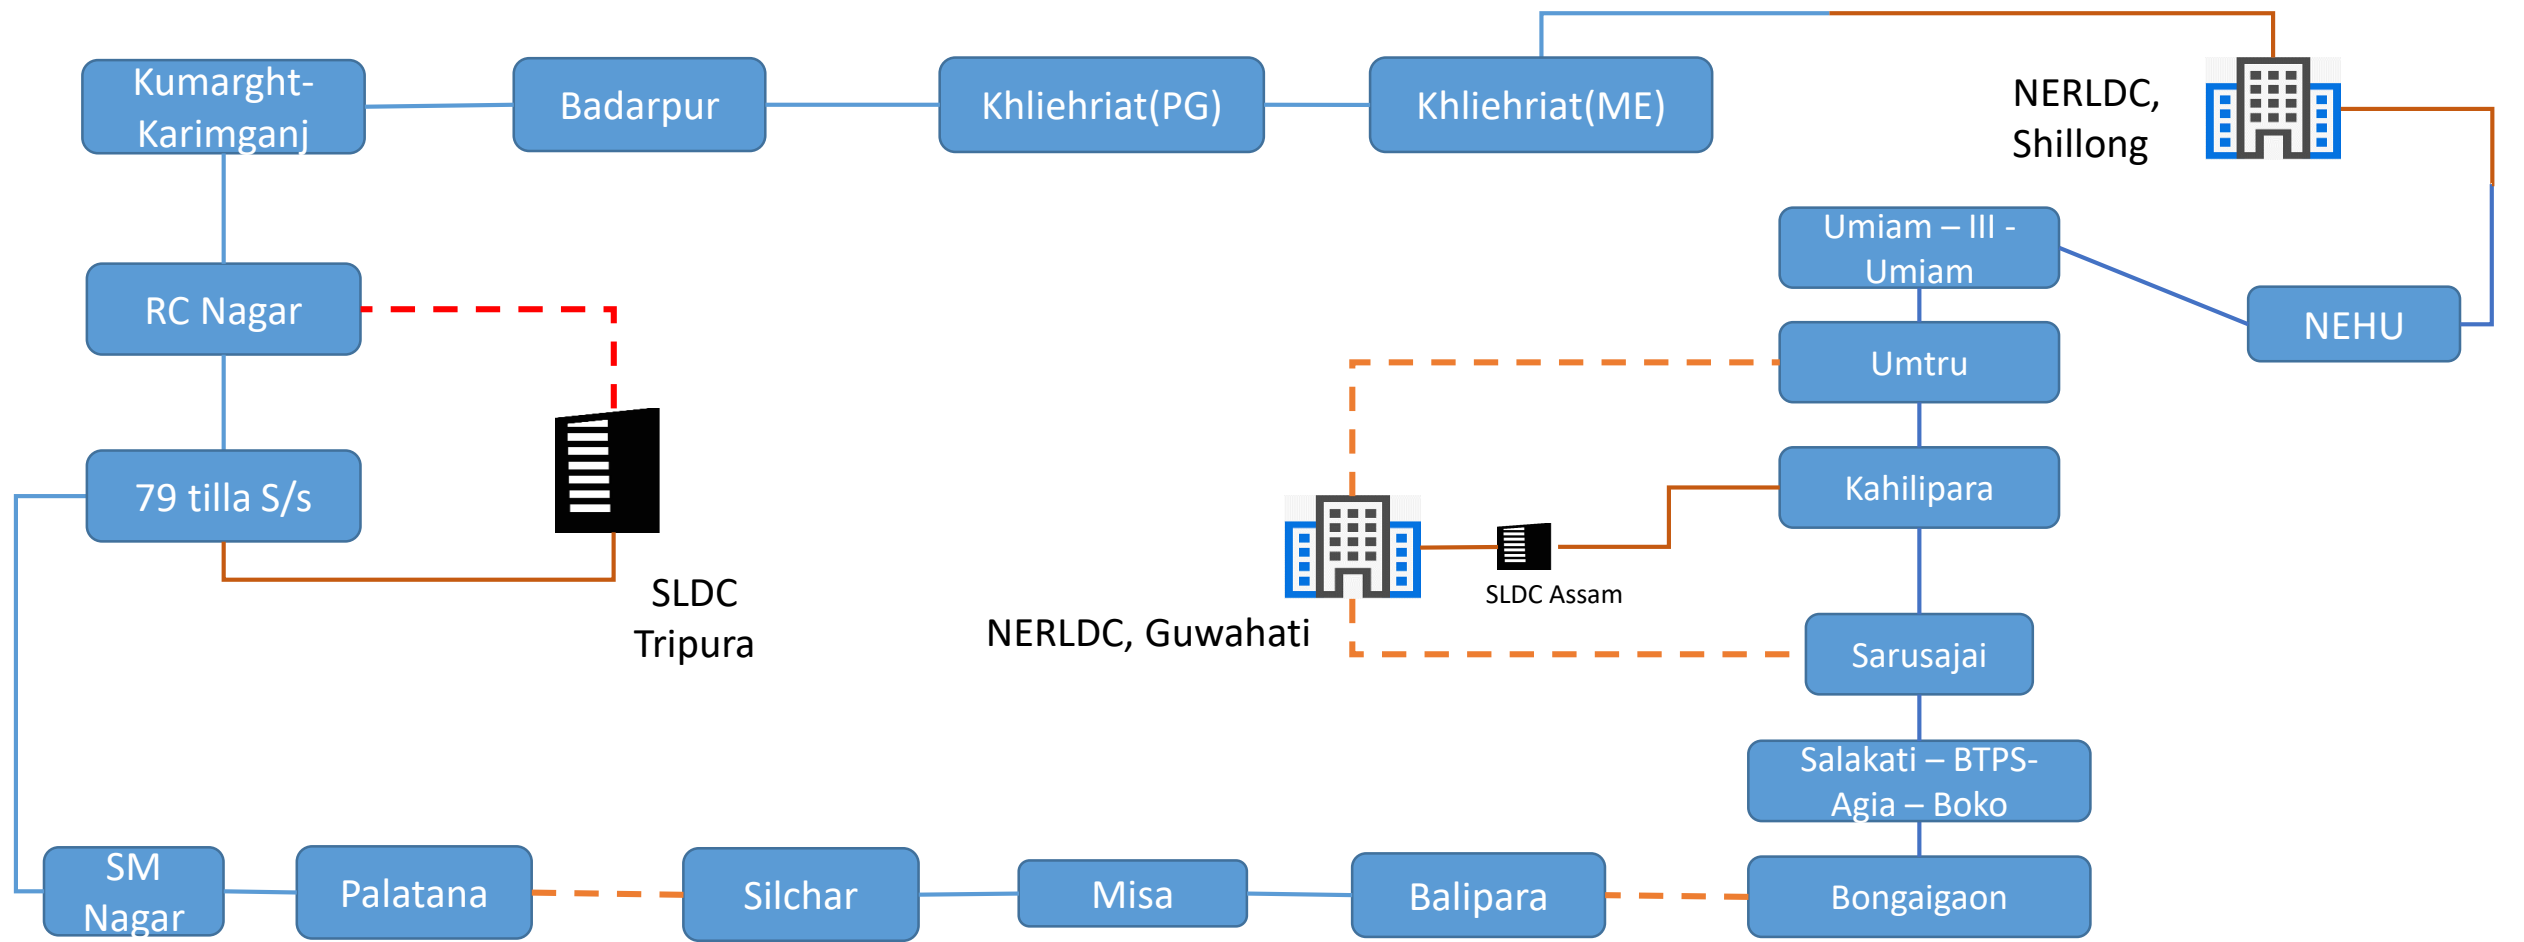 Kumarght-
Karimganj
Badarpur
Khliehriat(PG)
Khliehriat(ME)
NERLDC,
Shillong
Umiam – III -
Umiam
RC Nagar
NEHU
Umtru
79 tilla S/s
Kahilipara
SLDC
Tripura
SLDC Assam
NERLDC, Guwahati
Sarusajai
Salakati – BTPS-
Agia – Boko
SM
Nagar
Palatana
Silchar
Misa
Balipara
Bongaigaon